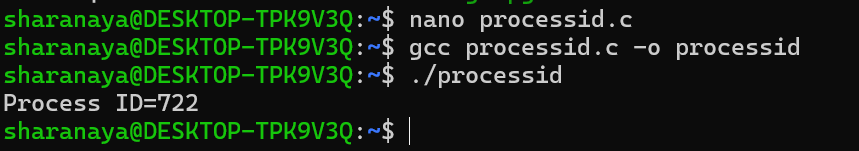 sharanaya@DESKTOP-TPK9V3Q:~$ nano processid.c
sharanaya@DESKTOP-TPK9V3Q:~$ gcc processid.c -o processid
sharanaya@DESKTOP-TPK9V3Q:~$ ./processid
Process ID=722
sharanaya@DESKTOP-TPK9V3Q:~$